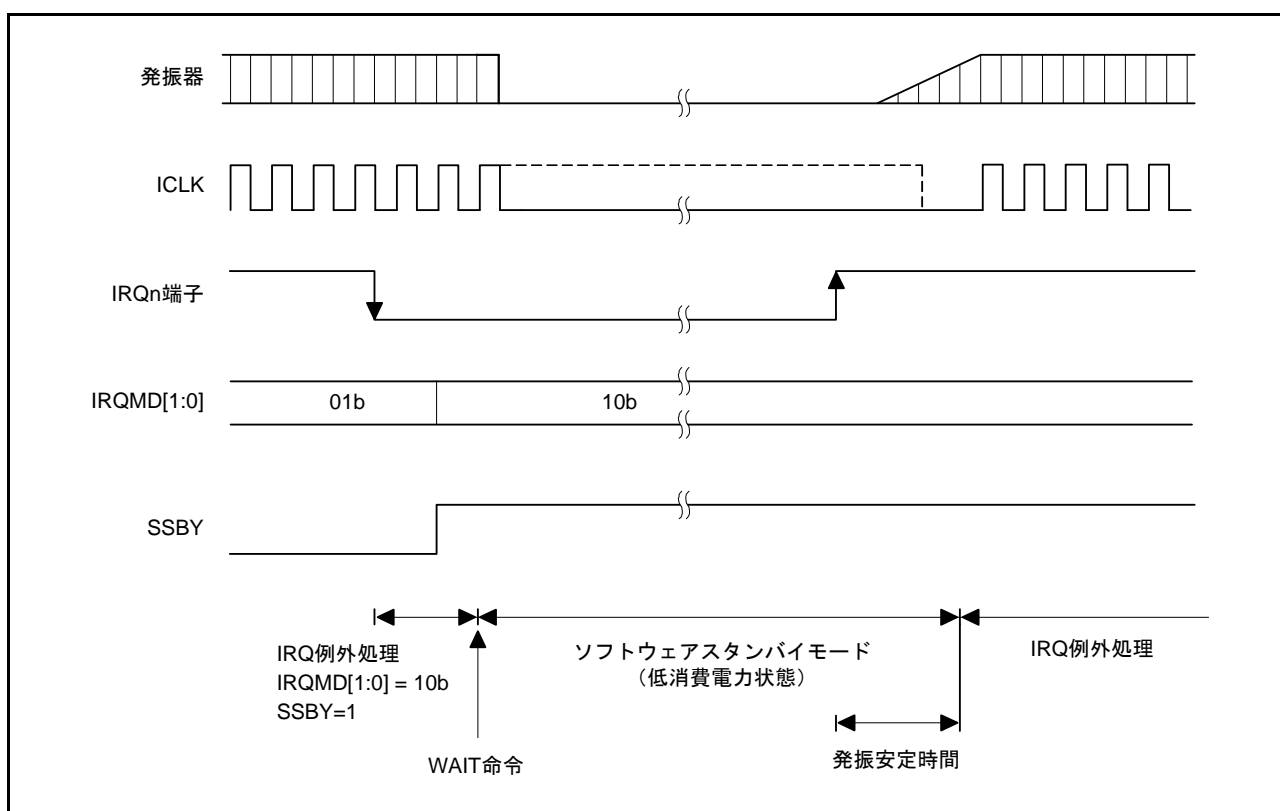 発振器
ICLK
IRQn端子
IRQMD[1:0]
01b
10b
SSBY
IRQ例外処理
IRQMD[1:0] = 10b
SSBY=1
WAIT命令
ソフトウェアスタンバイモード
（低消費電力状態）
発振安定時間
IRQ例外処理